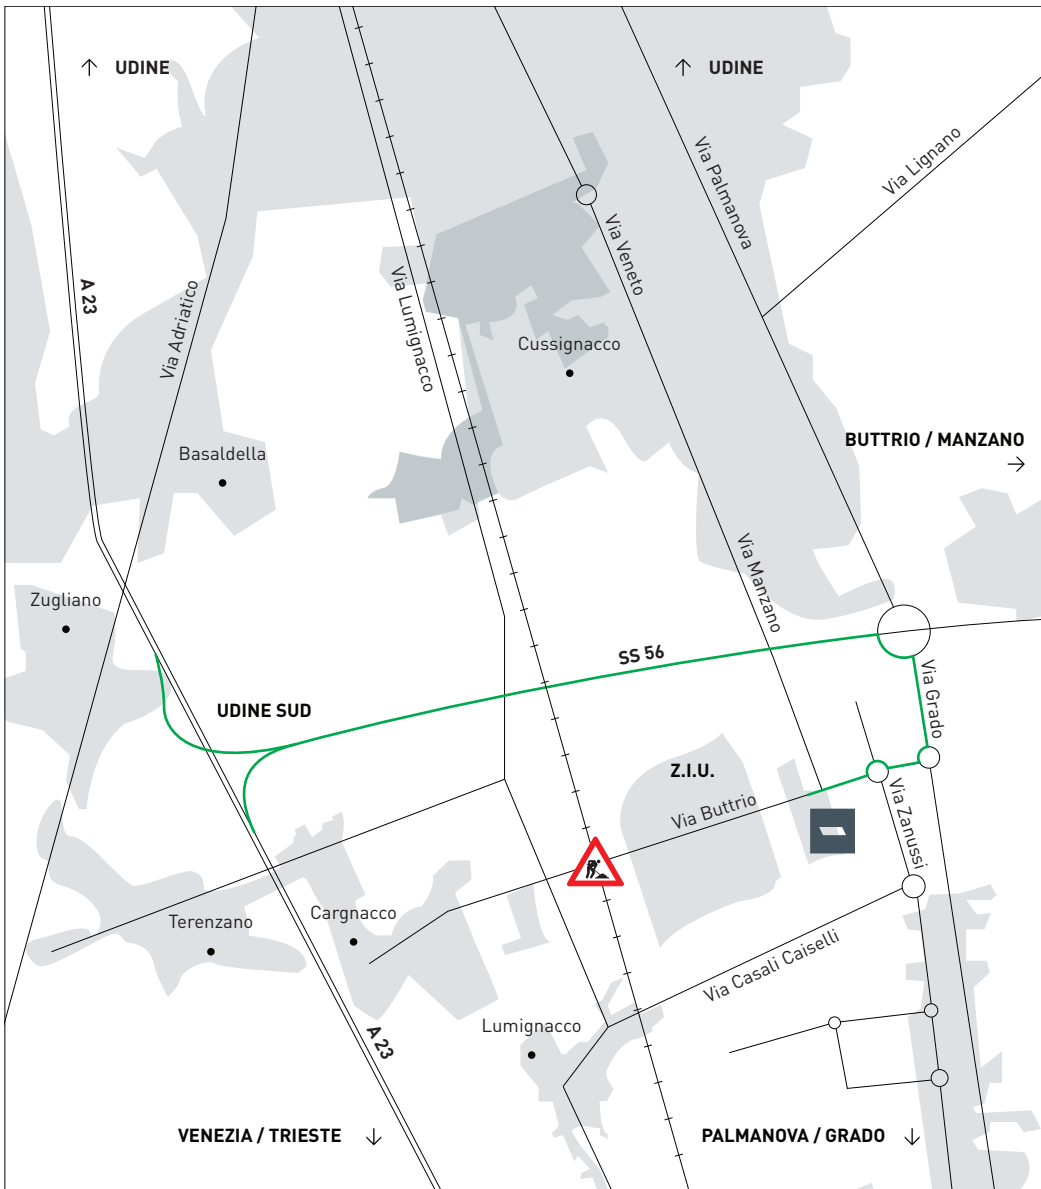 UDINE
UDINE
Via Lignano
Via Palmanova
Via Veneto
A 23
Via Adriatico
Via Lumignacco
Cussignacco
BUTTRIO / MANZANO
Basaldella
Via Manzano
Zugliano
SS 56
Via Grado
UDINE SUD
Z.I.U.
Via Buttrio
Via Zanussi
Cargnacco
Terenzano
Via Casali Caiselli
Lumignacco
A 23
VENEZIA / TRIESTE
PALMANOVA / GRADO